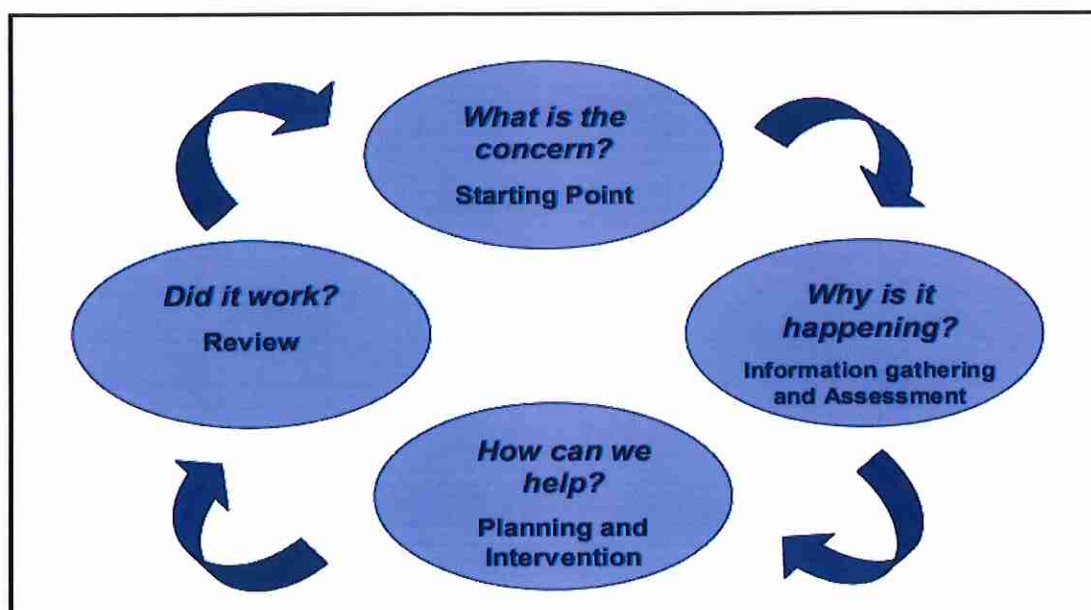 What is the
concern?
Starting Point
Why is it
happening?
Information gathering
and Assessment
How can we
help?
Planning and
Intervention
Did it work?
Review